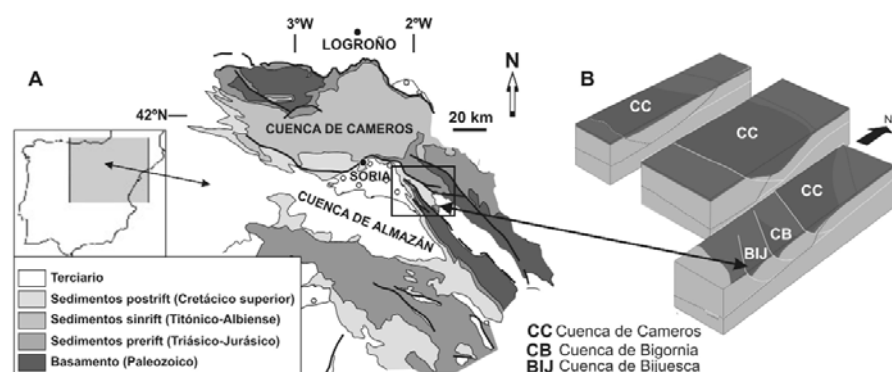 A
3ºW
2ºW
LOGROÑO
N
42ºN
20 km
CUENCA DE CAMEROS
SORIA
CUENCA DE ALMAZÁN
Terciario
Sedimentos postrift (Cretácico superior)
Sedimentos sinrift (Titónico-Albiense)
Sedimentos prerift (Triásico-Jurásico)
Basamento (Paleozoico)
B
CC
CC
N
CC
CB
BIJ
CC Cuenca de Cameros
CB Cuenca de Bigornia
BIJ Cuenca de Bijuesca